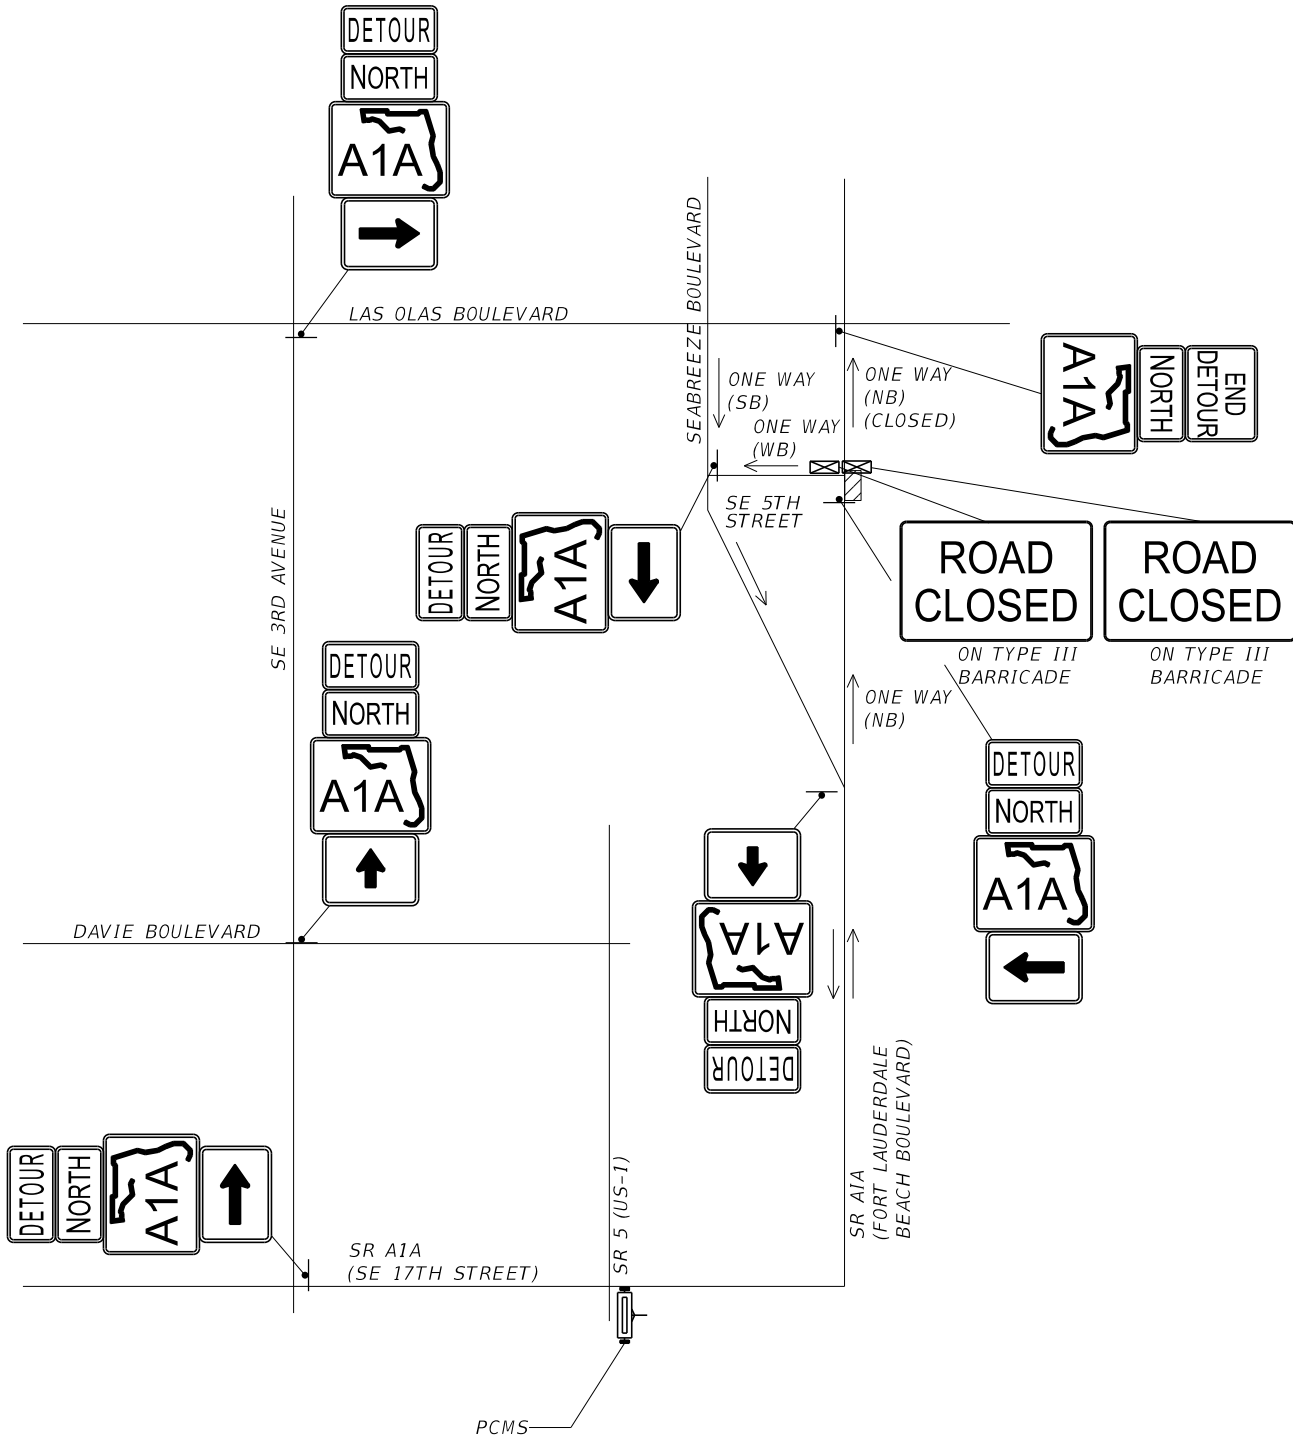 DETOUR
NORTH
A1A
LAS OLAS BOULEVARD
SEABREEZE BOULEVARD
ONE WAY
(SB)
ONE WAY
(NB)
(CLOSED)
ONE WAY
(WB)
A1A
NORTH
END
DETOUR
SE 5TH
STREET
SE 3RD AVENUE
DETOUR
NORTH
A1A
ROAD
CLOSED
ON TYPE III
BARRICADE
ROAD
CLOSED
ON TYPE III
BARRICADE
DETOUR
NORTH
A1A
ONE WAY
(NB)
DETOUR
NORTH
A1A
DAVIE BOULEVARD
A1A
NORTH
DETOUR
SR A1A
(FORT LAUDERDALE
BEACH BOULEVARD)
DETOUR
NORTH
A1A
SR A1A
(SE 17TH STREET)
SR 5 (US-1)
PCMS